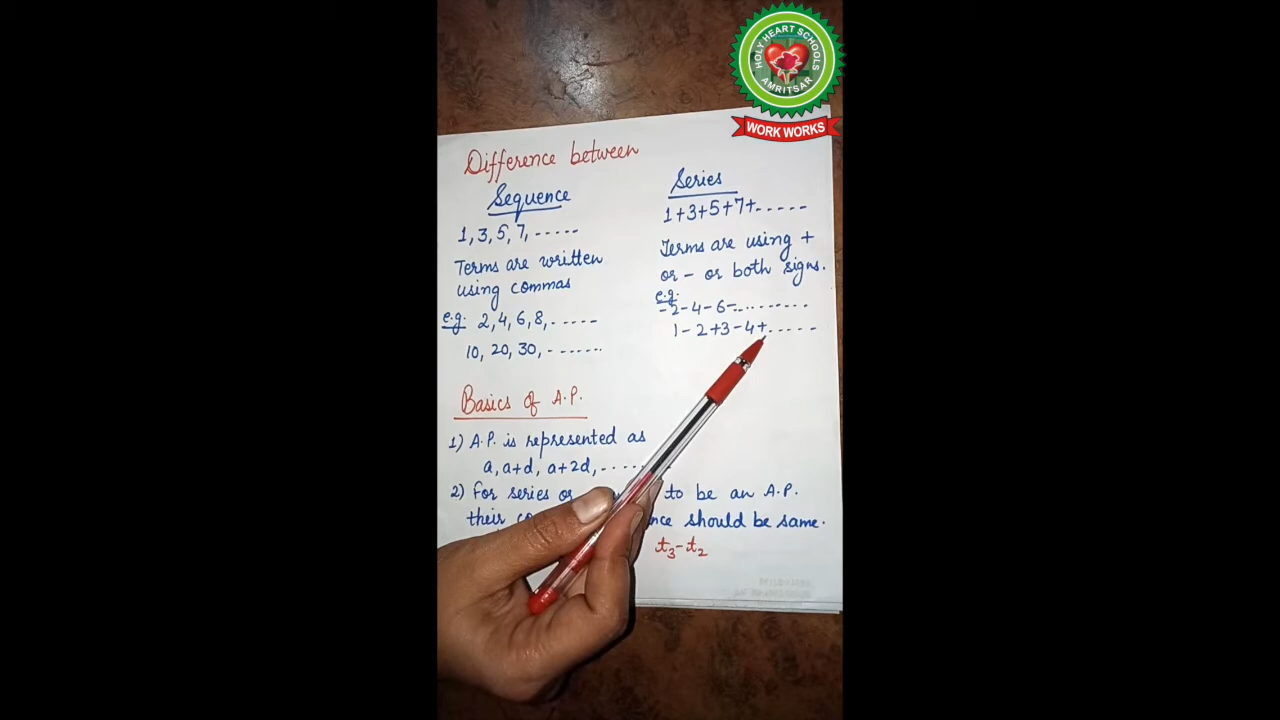 HOLY HEART SCHOOLS
AMRITSAR
WORK WORKS
Difference between
Sequence
1, 3, 5, 7, -----
Terms are written
using commas
e.g. 2, 4, 6, 8, -----
10, 20, 30, -------
Series
1+3+5+7+-----
Terms are using +
or - or both signs.
e.g.
-2-4-6-..........
1-2+3-4+.....
Basics of A.P.
1) A.P. is represented as
a, a+d, a+2d, -----
2) For series or to be an A.P.
their should be same.
t3-t2